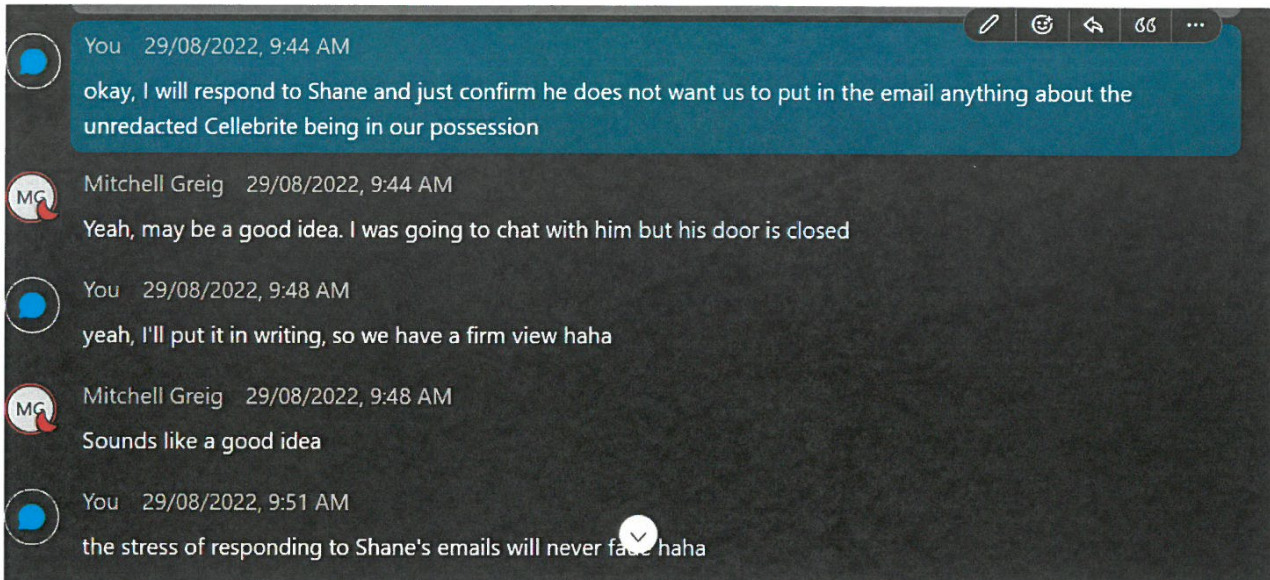 You 29/08/2022, 9:44 AM
okay, I will respond to Shane and just confirm he does not want us to put in the email anything about the
unredacted Cellebrite being in our possession
MG
Mitchell Greig 29/08/2022, 9:44 AM
Yeah, may be a good idea. I was going to chat with him but his door is closed
You 29/08/2022, 9:48 AM
yeah, I'll put it in writing, so we have a firm view haha
MG
Mitchell Greig 29/08/2022, 9:48 AM
Sounds like a good idea
You 29/08/2022, 9:51 AM
the stress of responding to Shane's emails will never haha